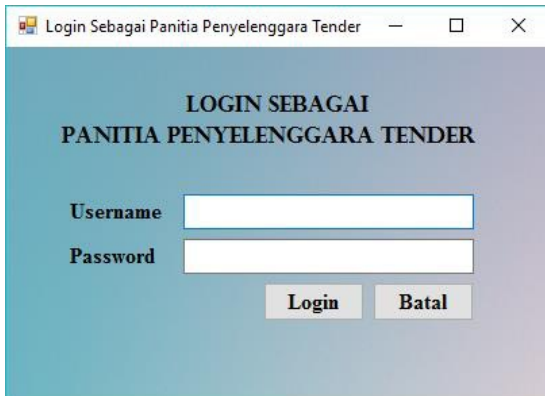 Login Sebagai Panitia Penyelenggara Tender
LOGIN SEBAGAI
PANITIA PENYELENGGARA TENDER
Username
Password
Login Batal